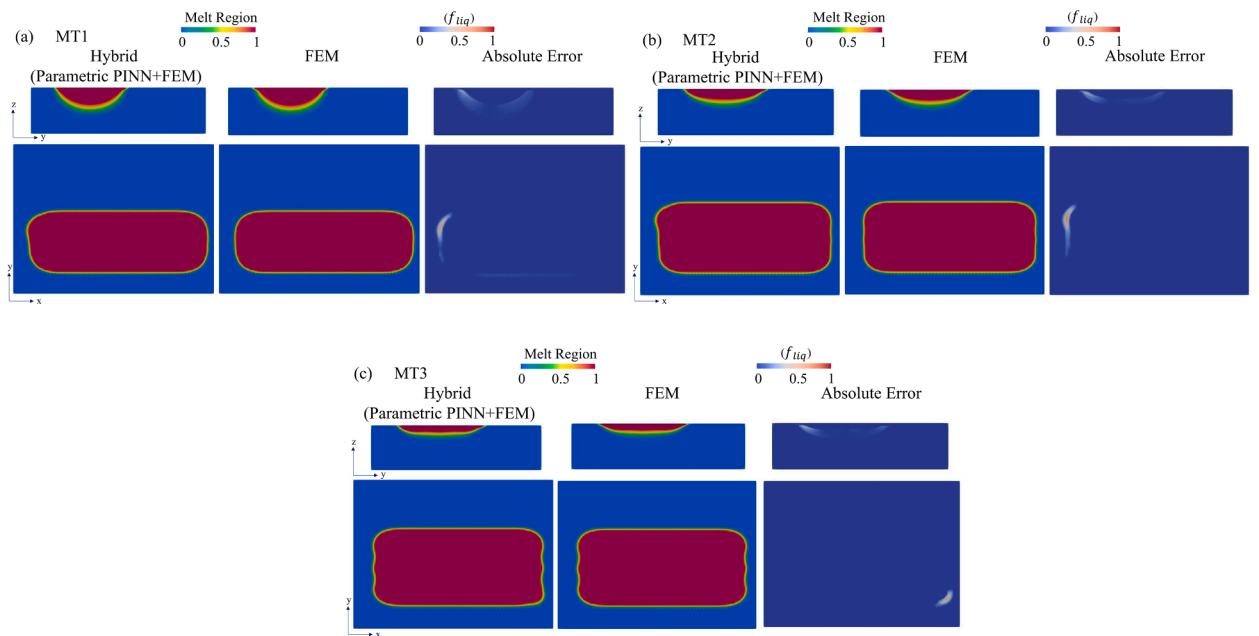 (a) MT1
Melt Region
0 0.5 1
(f_liq)
0 0.5 1
Hybrid
(Parametric PINN+FEM)
FEM
Absolute Error
z
y
y
x
(b) MT2
Melt Region
0 0.5 1
(f_liq)
0 0.5 1
Hybrid
(Parametric PINN+FEM)
FEM
Absolute Error
z
y
y
x
(c) MT3
Melt Region
0 0.5 1
(f_liq)
0 0.5 1
Hybrid
(Parametric PINN+FEM)
FEM
Absolute Error
z
y
y
x